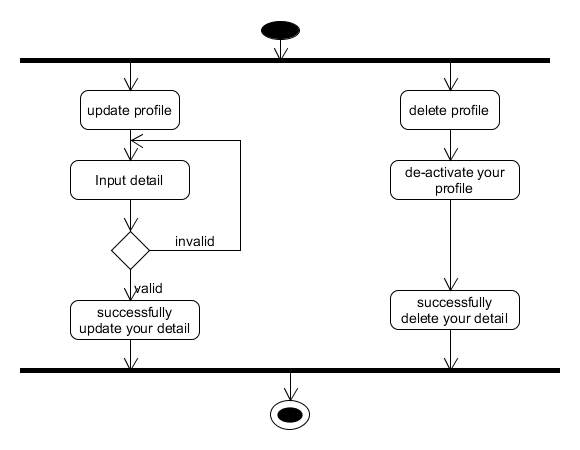 update profile
delete profile
Input detail
de-activate your
profile
invalid
valid
successfully
update your detail
successfully
delete your detail